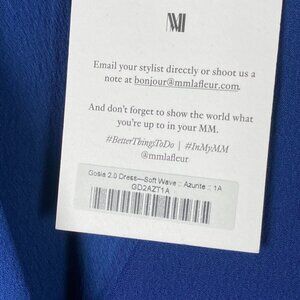 MM
Email your stylist directly or shoot us a
note at bonjour@mmlafleur.com.
And don't forget to show the world what
you're up to in your MM.
#BetterThingsToDo | #InMyMM
@mmlafleur
Gosia 2.0 Dress—Soft Wave :: Azurite :: 1A
GD2AZT1A